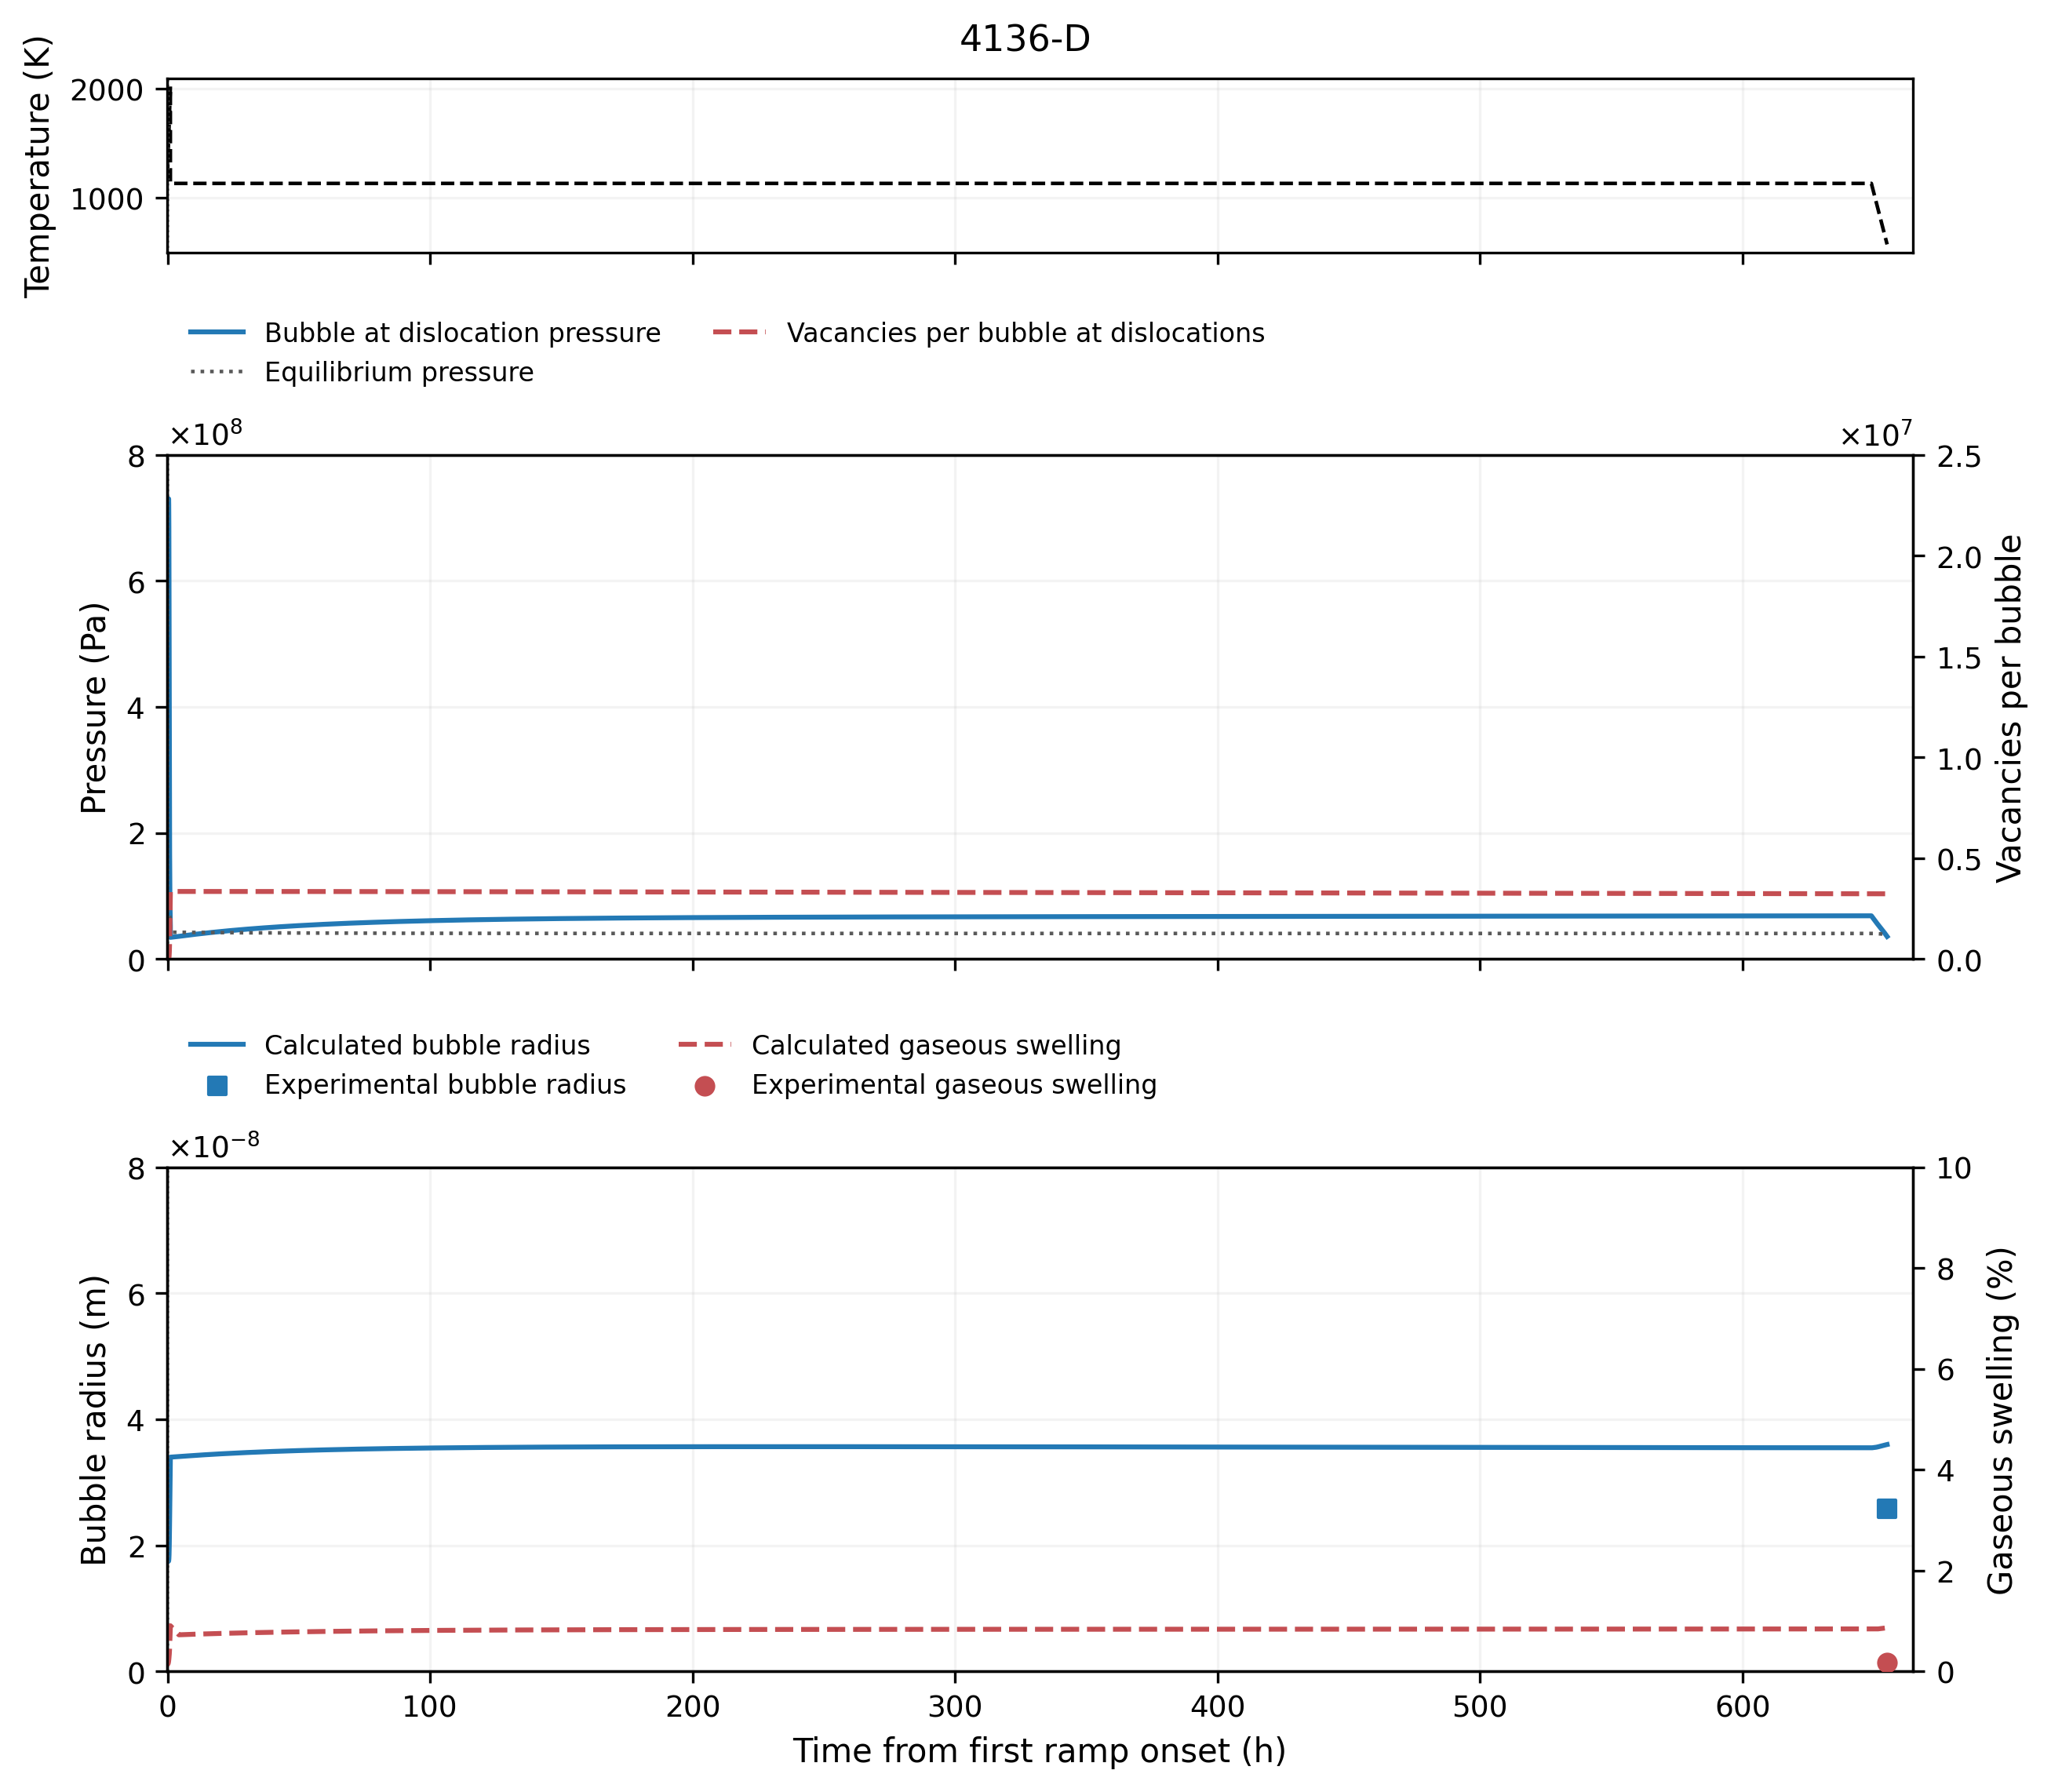 4136-D
Temperature (K)
2000
1000
Bubble at dislocation pressure
Vacancies per bubble at dislocations
Equilibrium pressure
×10⁸
×10⁷
Pressure (Pa)
8
6
4
2
0
2.5
2.0
1.5
1.0
0.5
0.0
Vacancies per bubble
Calculated bubble radius
Calculated gaseous swelling
Experimental bubble radius
Experimental gaseous swelling
×10⁻⁸
Bubble radius (m)
8
6
4
2
0
10
8
6
4
2
0
Gaseous swelling (%)
0 100 200 300 400 500 600
Time from first ramp onset (h)